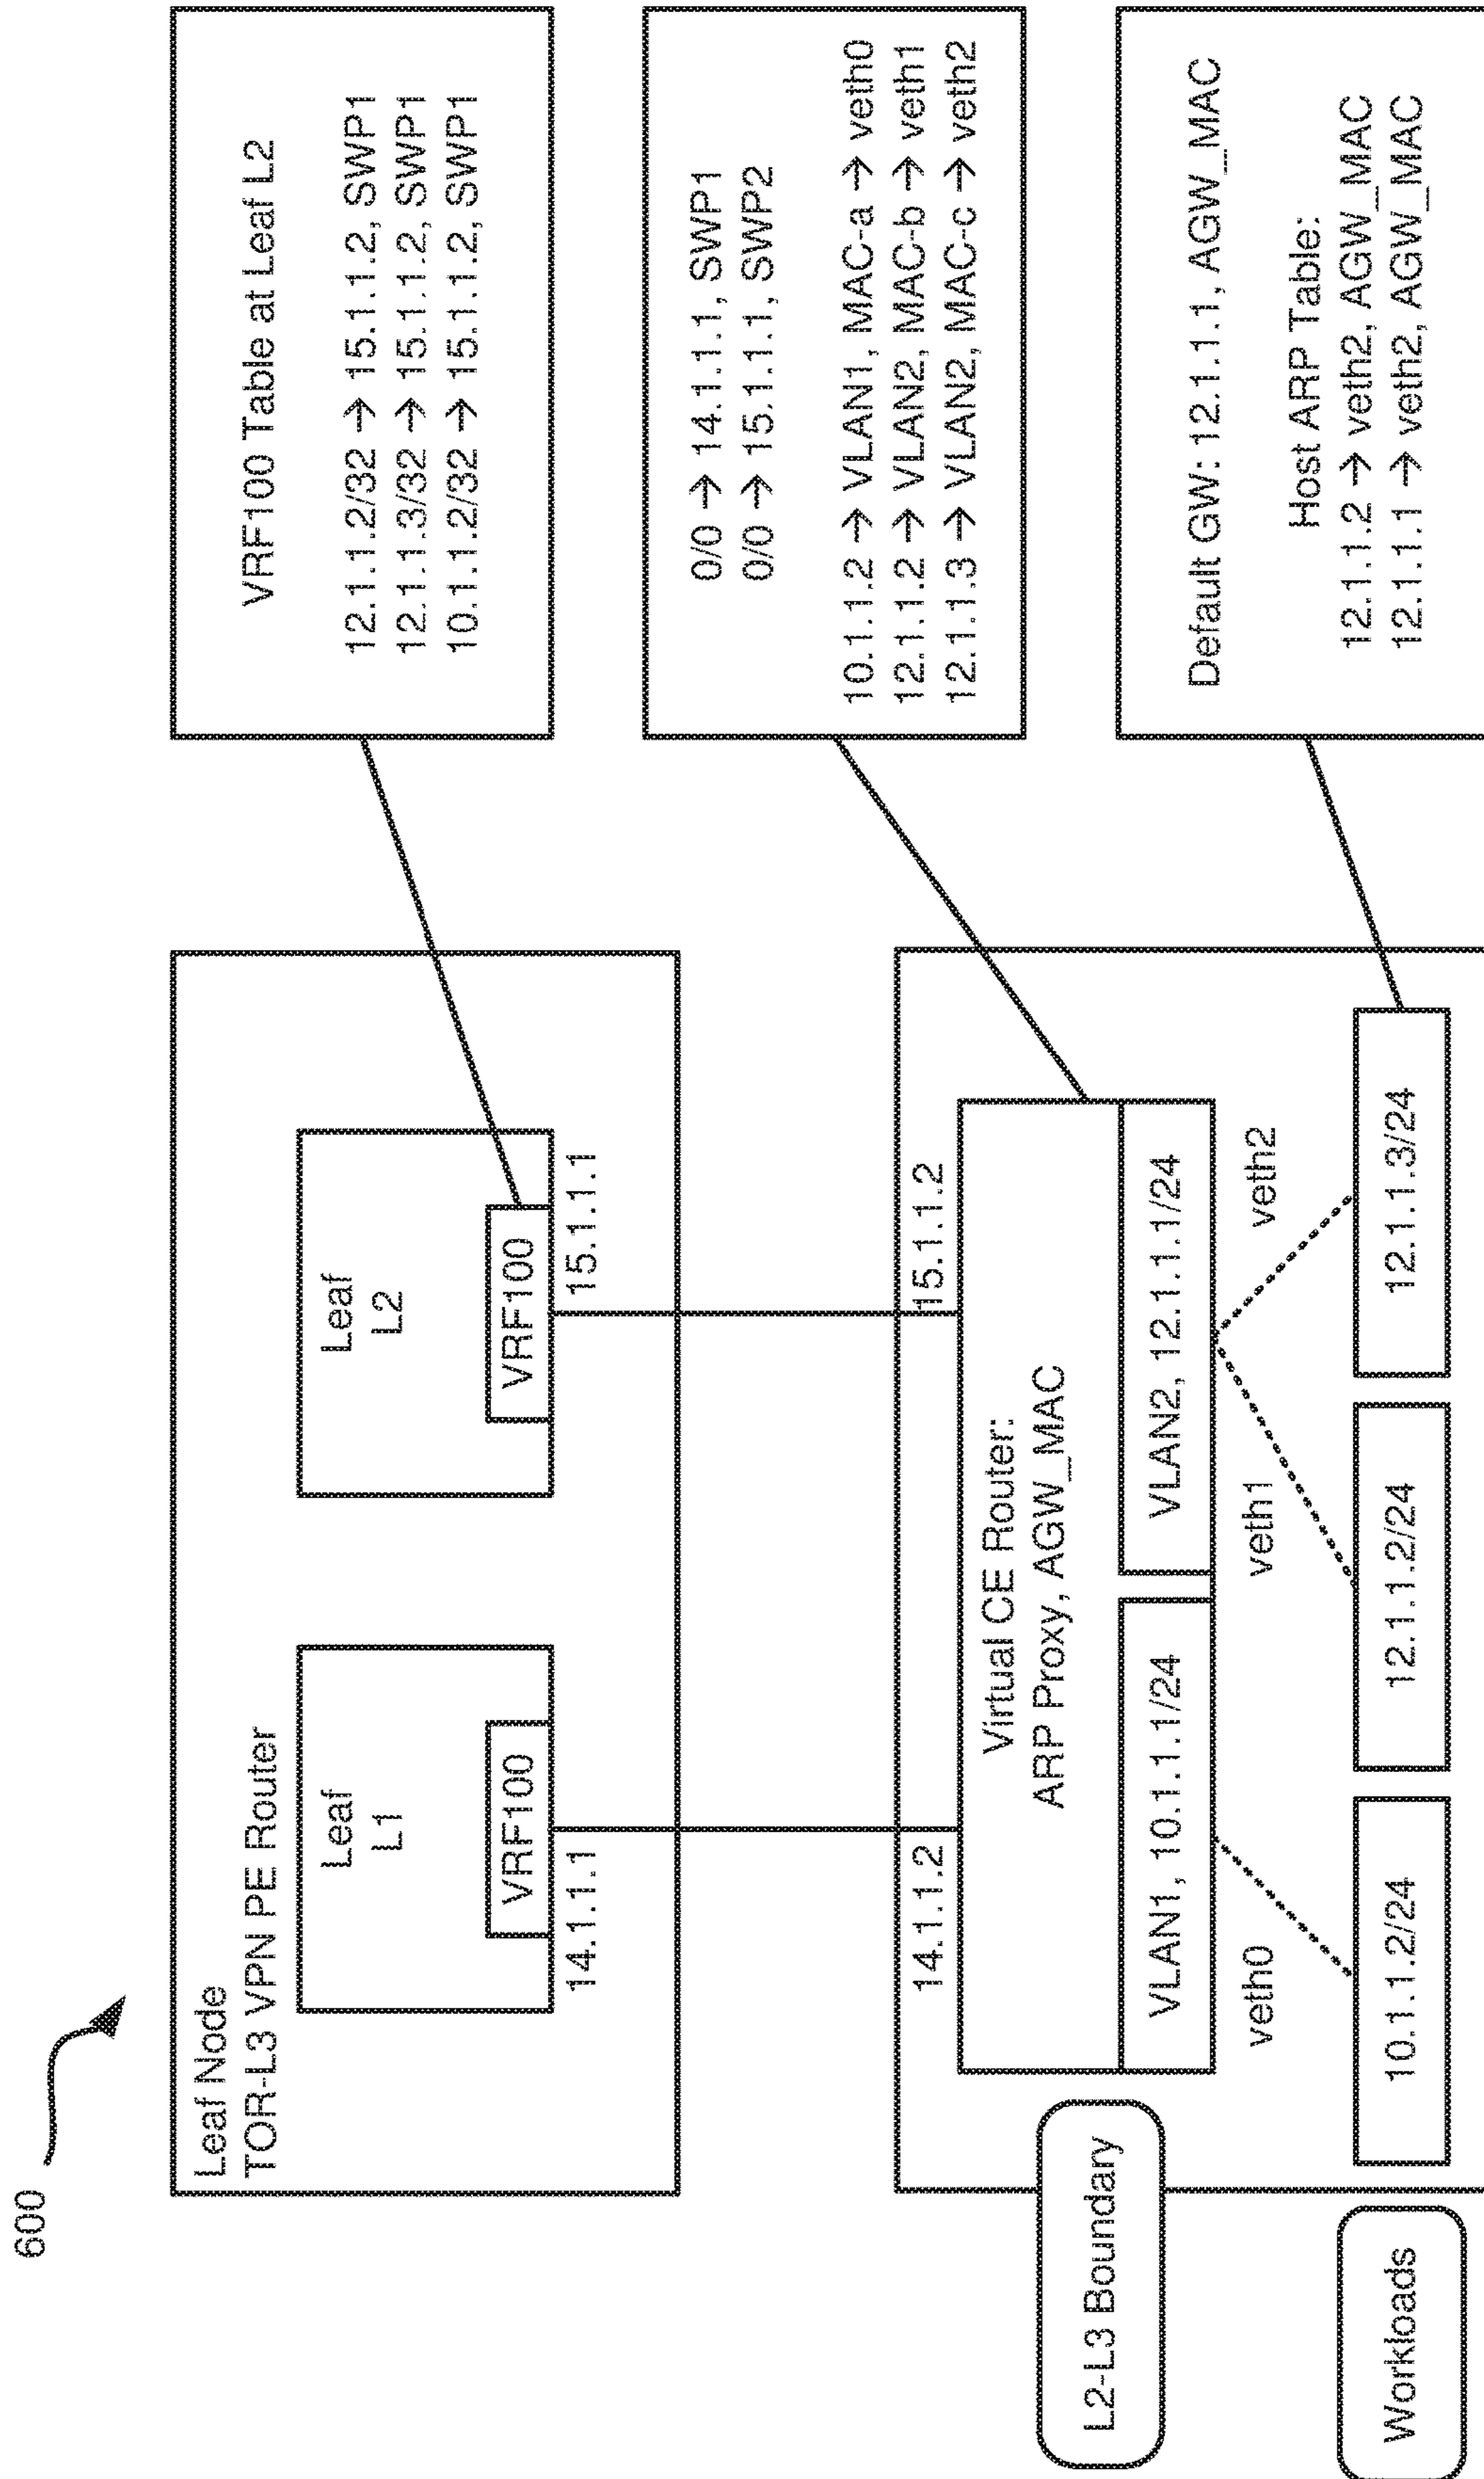 600
Leaf Node
TOR-L3 VPN PE Router
Leaf
L1
VRF100
14.1.1.1
Leaf
L2
VRF100
15.1.1.1
VRF100 Table at Leaf L2
12.1.1.2/32 → 15.1.1.2, SWP1
12.1.1.3/32 → 15.1.1.2, SWP1
10.1.1.2/32 → 15.1.1.2, SWP1
14.1.1.2
15.1.1.2
Virtual CE Router:
ARP Proxy, AGW_MAC
VLAN1, 10.1.1.1/24
VLAN2, 12.1.1.1/24
0/0 → 14.1.1.1, SWP1
0/0 → 15.1.1.1, SWP2
10.1.1.2 → VLAN1, MAC-a → veth0
12.1.1.2 → VLAN2, MAC-b → veth1
12.1.1.3 → VLAN2, MAC-c → veth2
L2-L3 Boundary
veth0
veth1
veth2
Workloads
10.1.1.2/24
12.1.1.2/24
12.1.1.3/24
Default GW: 12.1.1.1, AGW_MAC
Host ARP Table:
12.1.1.2 → veth2, AGW_MAC
12.1.1.1 → veth2, AGW_MAC